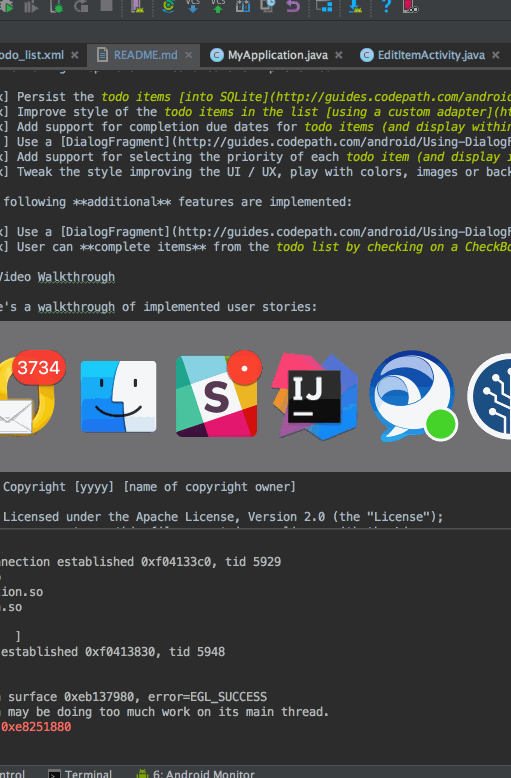 VCS VCS
odo_list.xml README.md MyApplication.java EditItemActivity.java
x] Persist the todo items [into SQLite](http://guides.codepath.com/androi
x] Improve style of the todo items in the list [using a custom adapter](ht
x] Add support for completion due dates for todo items (and display within
 ] Use a [DialogFragment](http://guides.codepath.com/android/Using-DialogF
x] Add support for selecting the priority of each todo item (and display i
x] Tweak the style improving the UI / UX, play with colors, images or back
following **additional** features are implemented:
x] Use a [DialogFragment](http://guides.codepath.com/android/Using-DialogF
x] User can **complete items** from the todo list by checking on a CheckBo
Video Walkthrough
e's a walkthrough of implemented user stories:
3734
S
IJ
Copyright [yyyy] [name of copyright owner]
Licensed under the Apache License, Version 2.0 (the "License");
nnection established 0xf04133c0, tid 5929
tion.so
n.so
]
established 0xf0413830, tid 5948
n surface 0xeb137980, error=EGL_SUCCESS
n may be doing too much work on its main thread.
0xe8251880
ntrol Terminal 6: Android Monitor